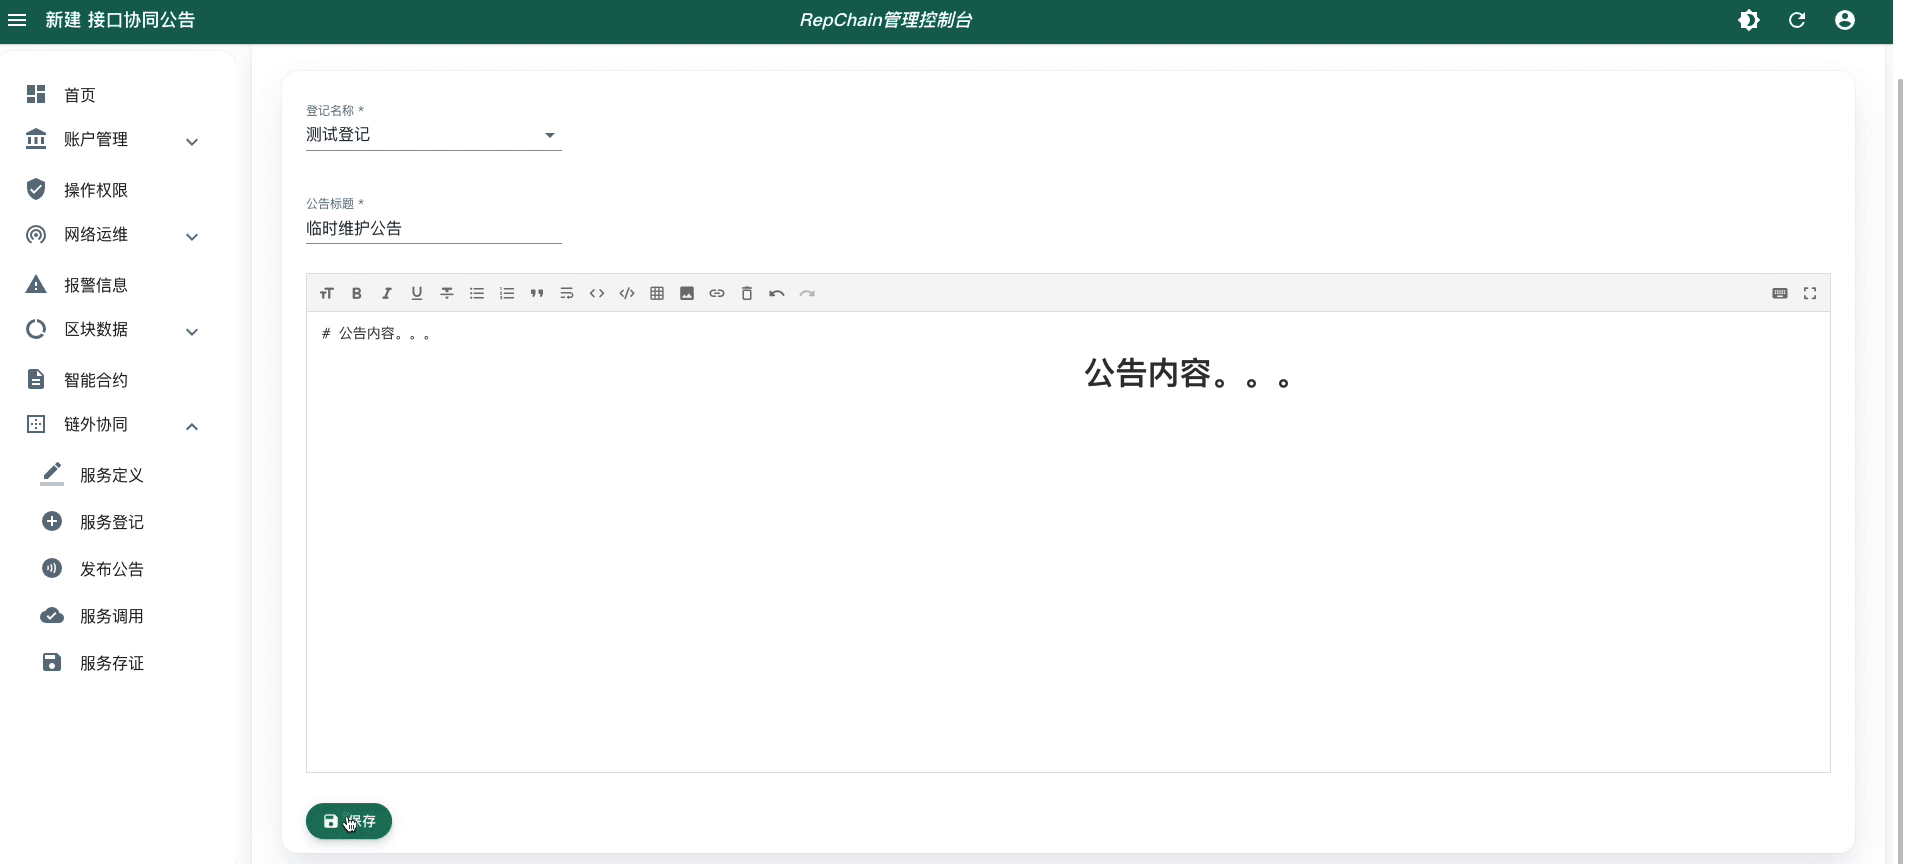 新建 接口协同公告
RepChain管理控制台
首页
账户管理
操作权限
网络运维
报警信息
区块数据
智能合约
链外协同
服务定义
服务登记
发布公告
服务调用
服务存证
登记名称 *
测试登记
公告标题 *
临时维护公告
# 公告内容。。。
公告内容。。。
保存